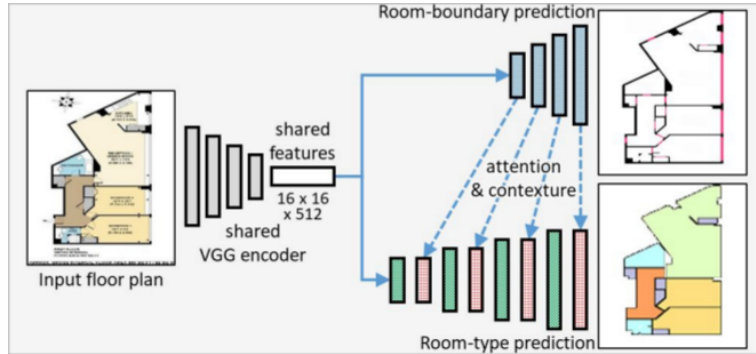 Room-boundary prediction
shared
features
16 x 16
x 512
attention
& contexture
shared
VGG encoder
Input floor plan
Room-type prediction